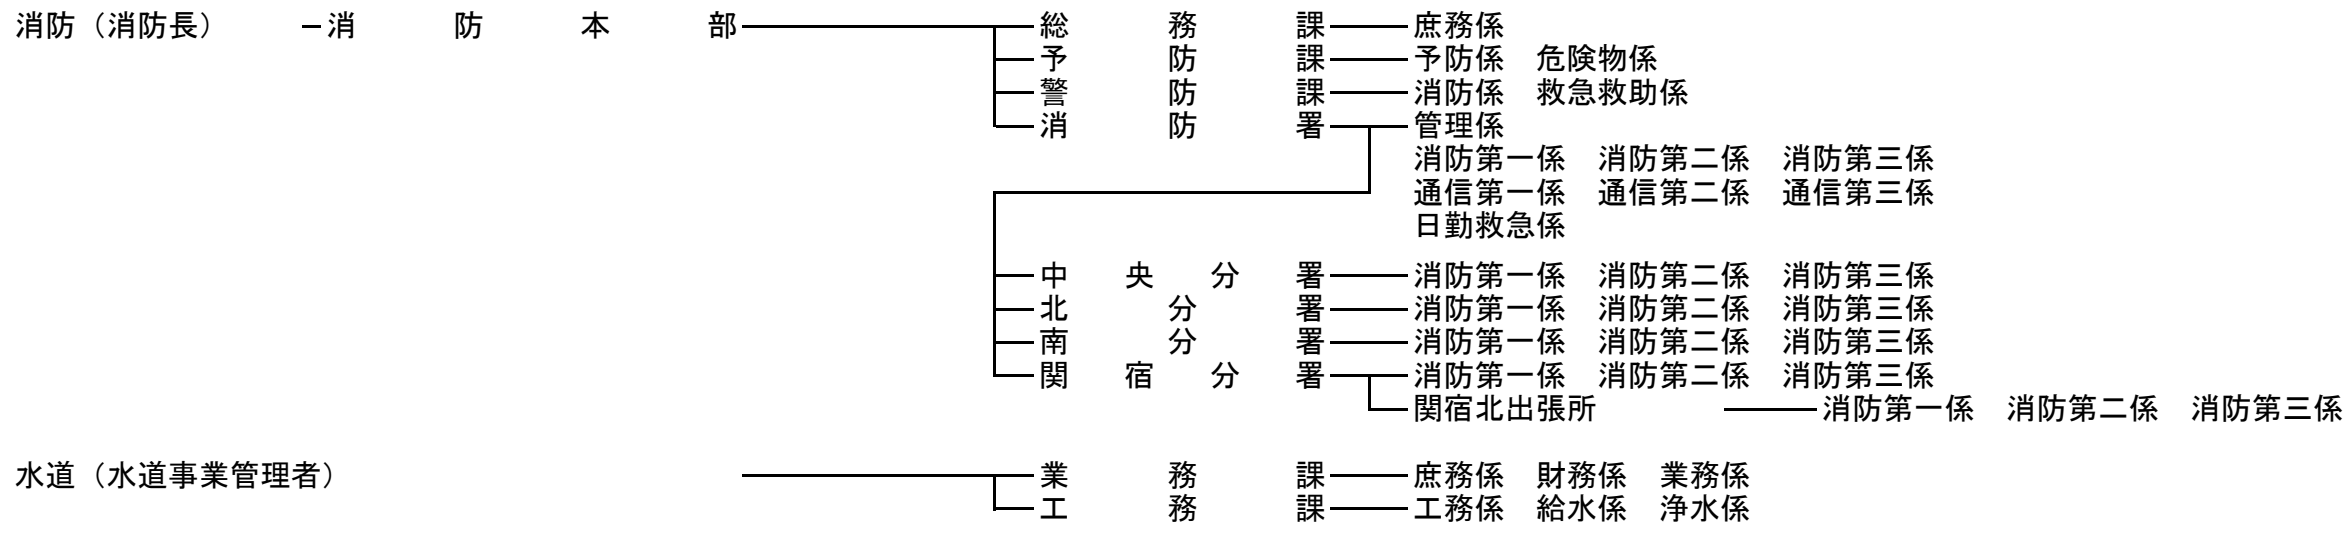 消防（消防長） 消防本部 総務課 庶務係
予防課 予防係 危険物係
警防課 消防係 救急救助係
消防署 管理係
消防第一係 消防第二係 消防第三係
通信第一係 通信第二係 通信第三係
日勤救急係
中央分署 消防第一係 消防第二係 消防第三係
北分署 消防第一係 消防第二係 消防第三係
南分署 消防第一係 消防第二係 消防第三係
関宿分署 消防第一係 消防第二係 消防第三係
関宿北出張所 消防第一係 消防第二係 消防第三係
水道（水道事業管理者） 業務課 庶務係 財務係 業務係
工務課 工務係 給水係 浄水係